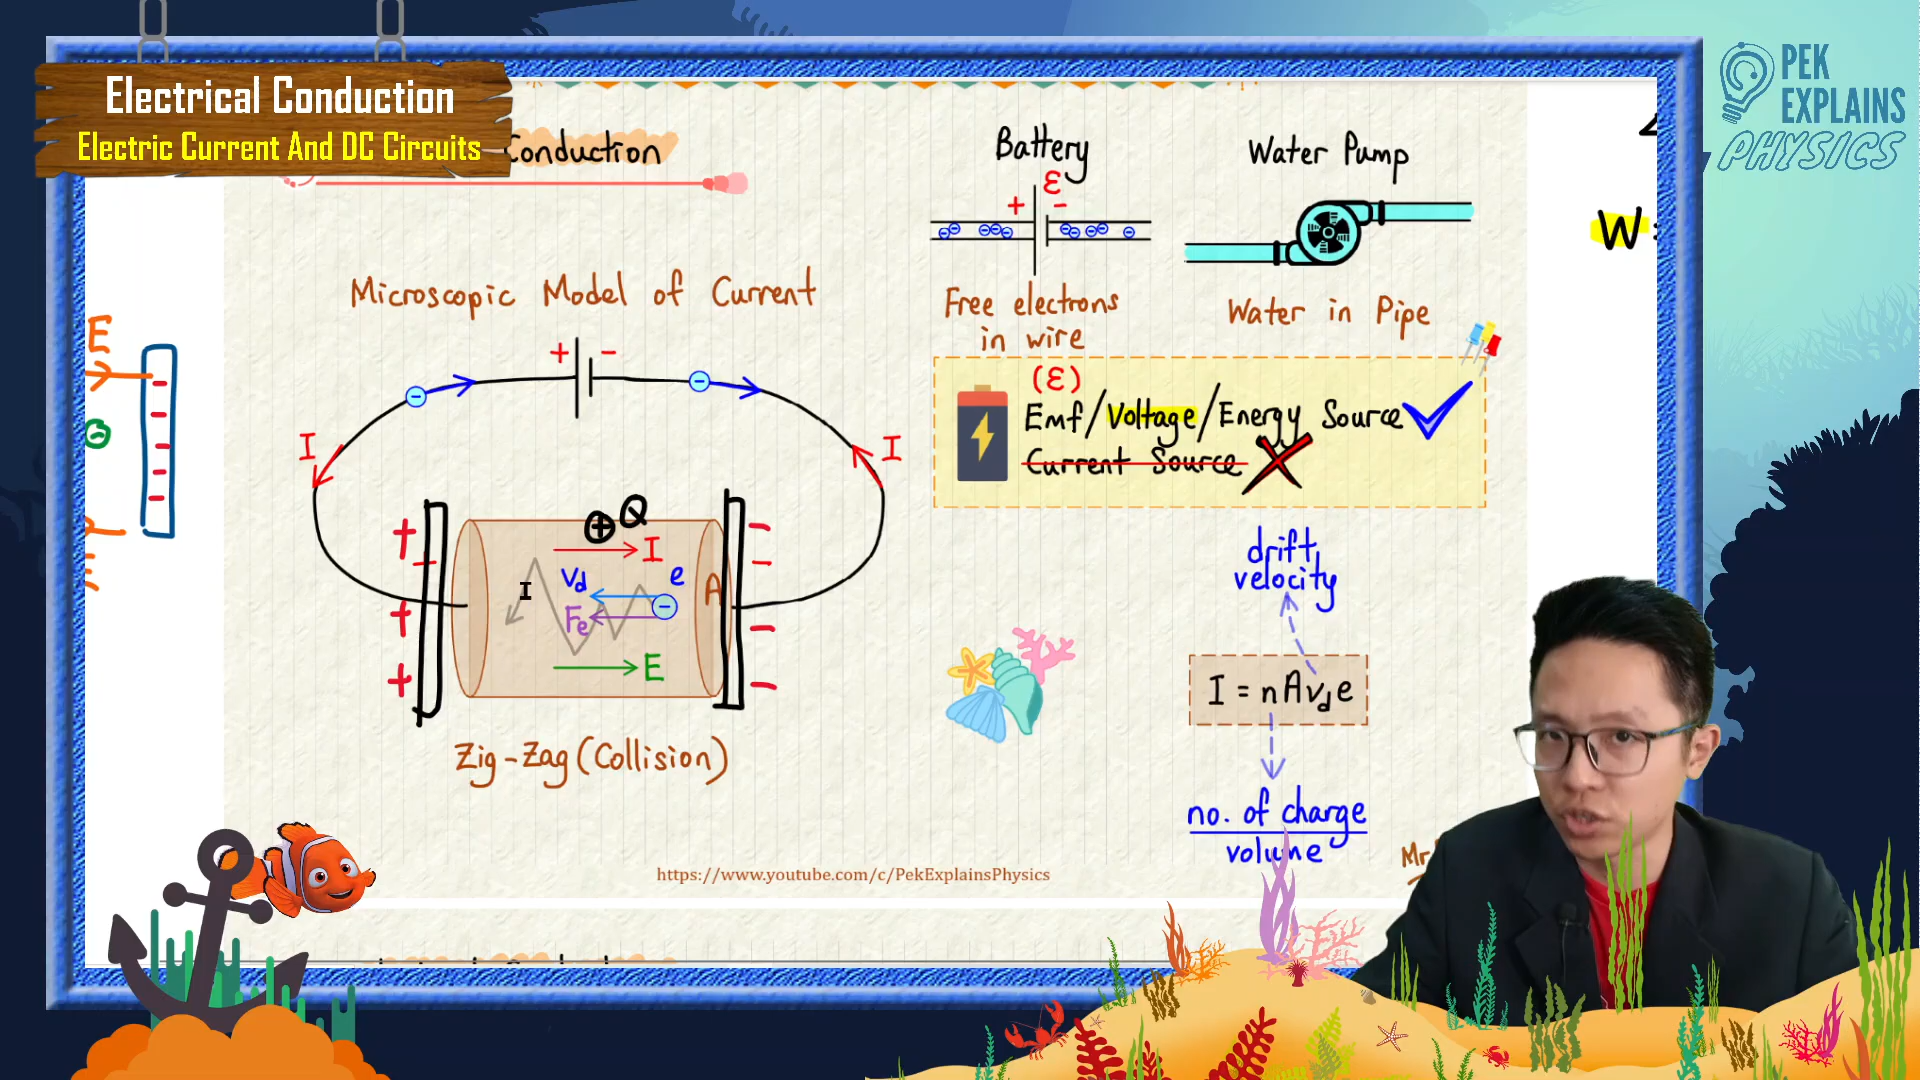 Electrical Conduction
Electric Current And DC Circuits
Conduction
PEK
EXPLAINS
PHYSICS
Battery
ε
+ -
Water Pump
W:
Free electrons
in wire
Water in Pipe
Microscopic Model of Current
+ -
E
I
I
(ε)
Emf/Voltage/Energy Source
Current Source
+ Q
I
I
vd
e
A
Fe
E
drift
velocity
I = nAvde
no. of charge
volume
Zig-Zag (Collision)
Mr.
https://www.youtube.com/c/PekExplainsPhysics